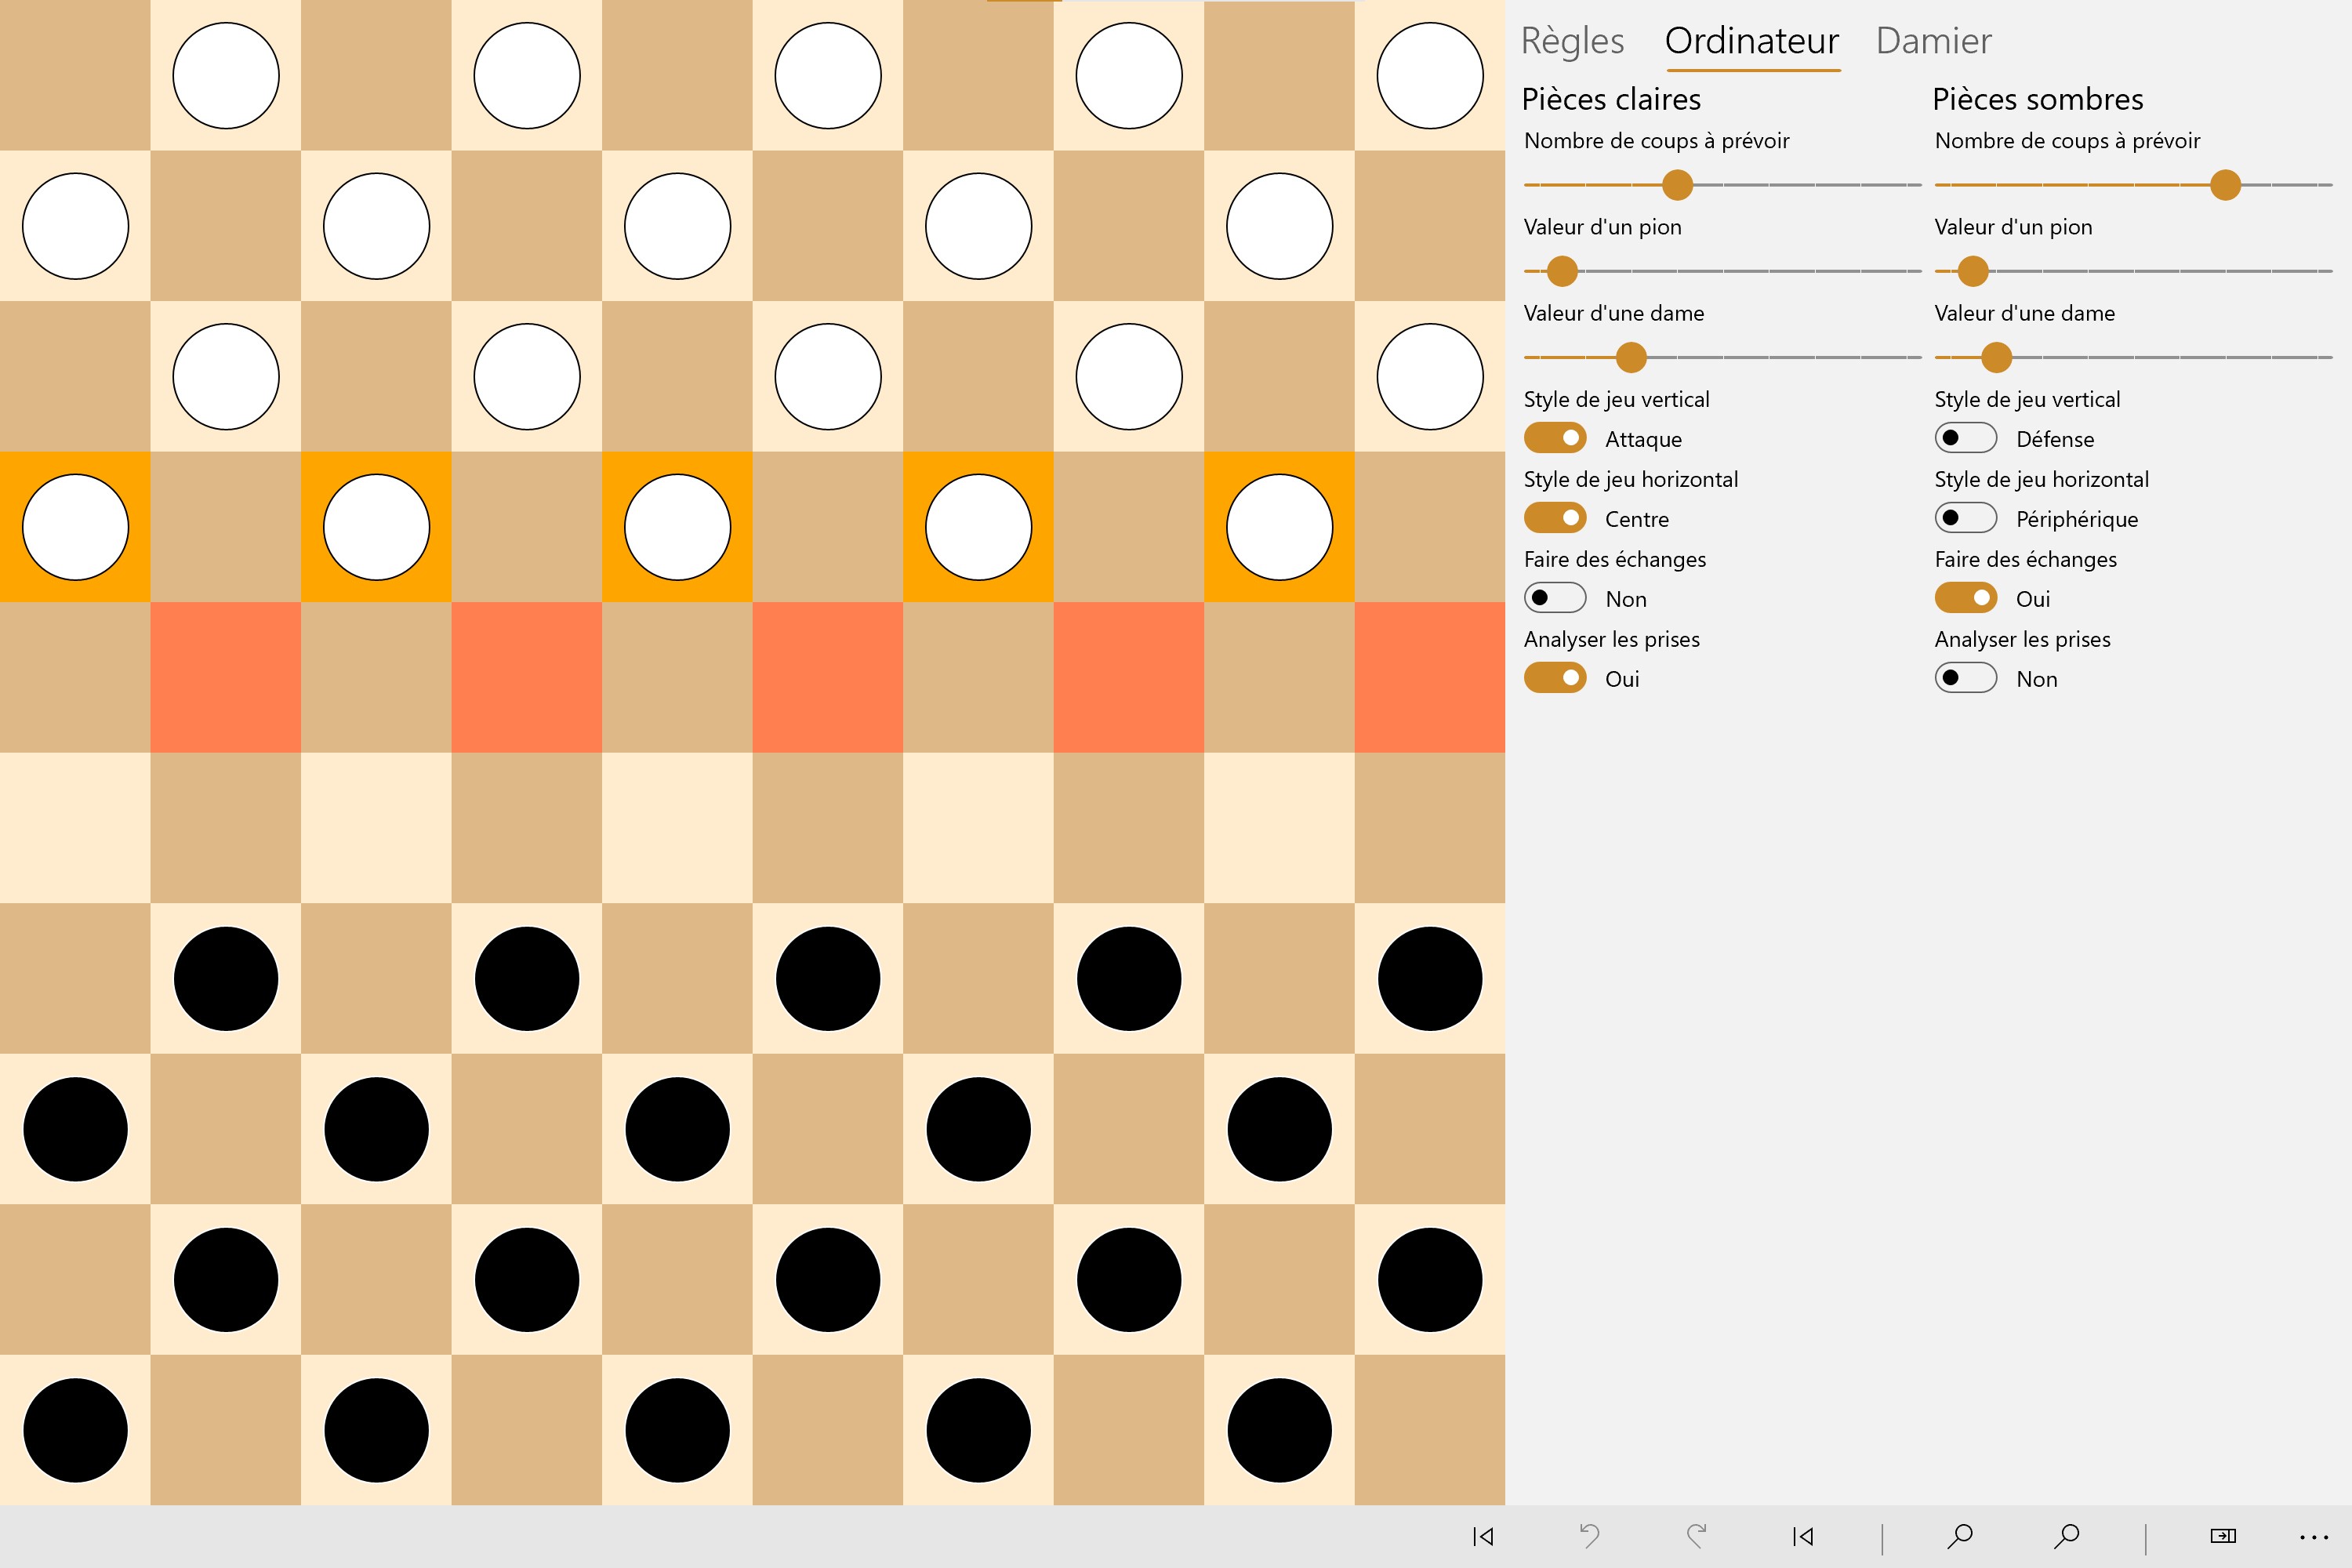 Règles Ordinateur Damier
Pièces claires
Nombre de coups à prévoir
Valeur d'un pion
Valeur d'une dame
Style de jeu vertical
Attaque
Style de jeu horizontal
Centre
Faire des échanges
Non
Analyser les prises
Oui
Pièces sombres
Nombre de coups à prévoir
Valeur d'un pion
Valeur d'une dame
Style de jeu vertical
Défense
Style de jeu horizontal
Périphérique
Faire des échanges
Oui
Analyser les prises
Non